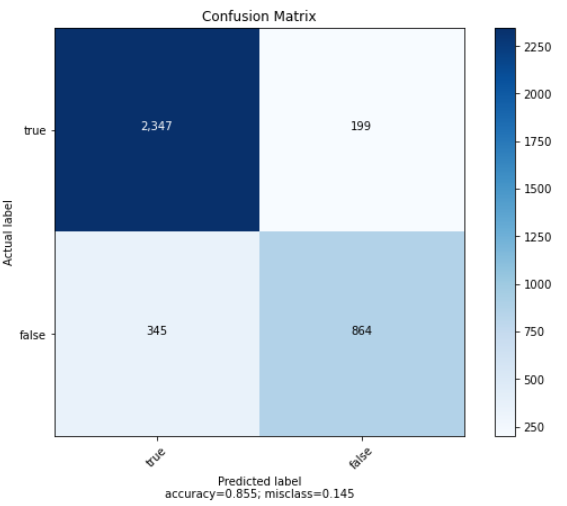 Confusion Matrix
true
2,347
199
false
345
864
Actual label
true
false
Predicted label
accuracy=0.855; misclass=0.145
2250
2000
1750
1500
1250
1000
750
500
250